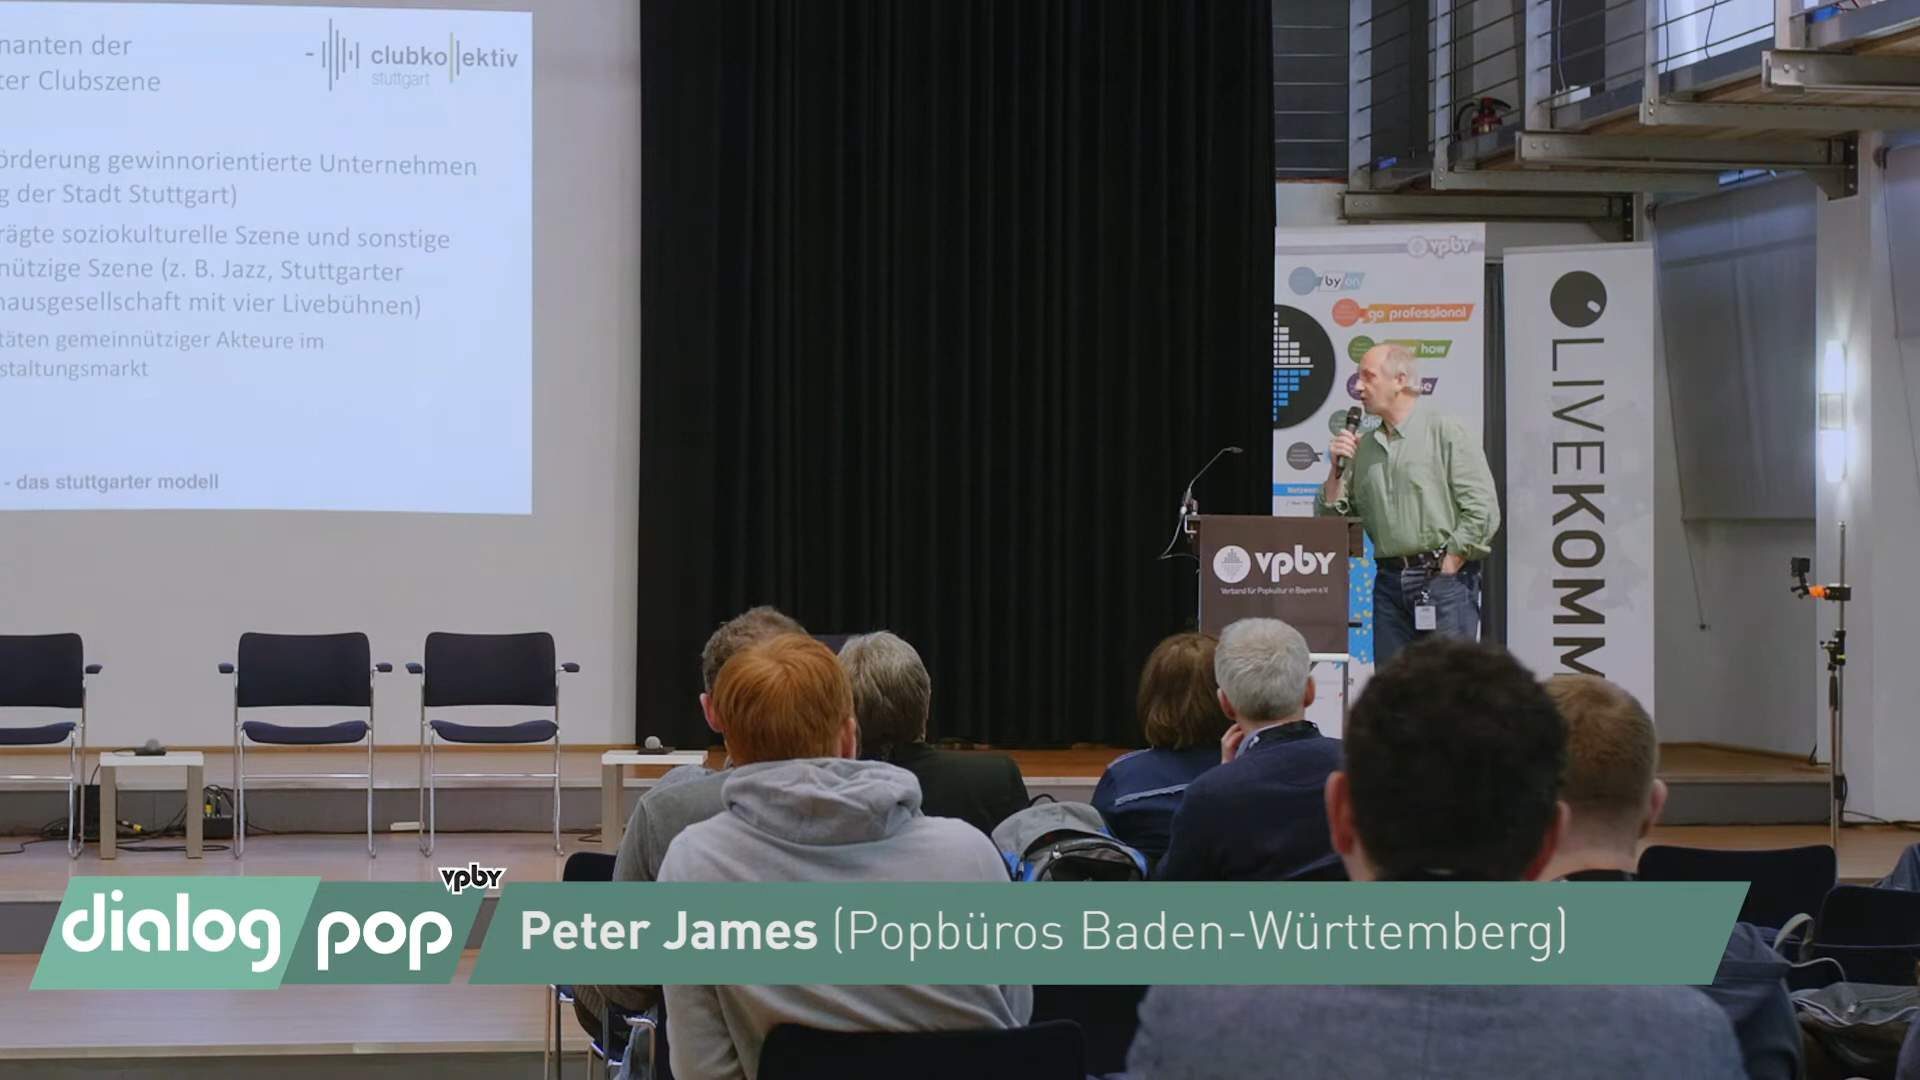 nanten der
ter Clubszene
clubkollektiv
stuttgart
örderung gewinnorientierte Unternehmen
g der Stadt Stuttgart)
rägte soziokulturelle Szene und sonstige
nützige Szene (z. B. Jazz, Stuttgarter
hausgesellschaft mit vier Livebühnen)
täten gemeinnütziger Akteure im
staltungsmarkt
- das stuttgarter modell
vpby
by on
go professional
how
LIVEKOMM
vpby
Verband für Popkultur in Bayern e.V.
vpby
dialog pop
Peter James (Popbüros Baden-Württemberg)